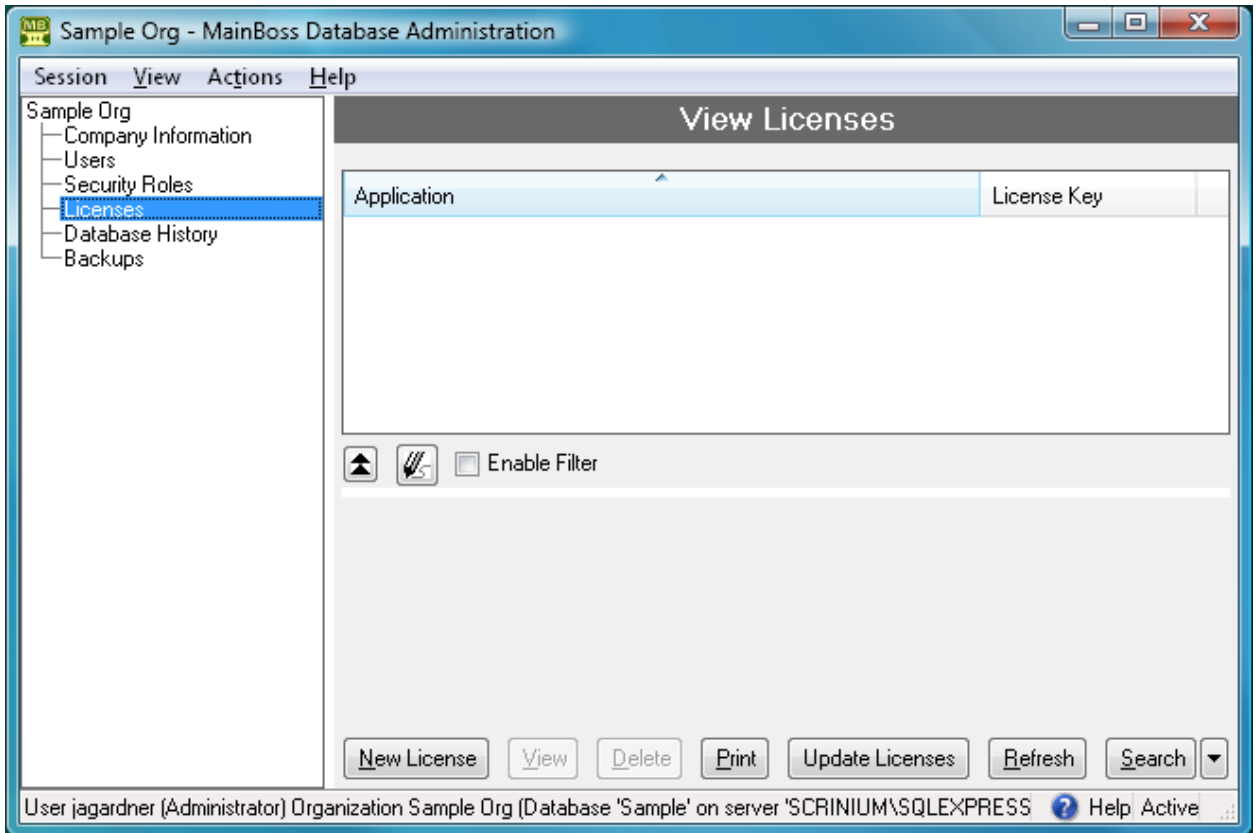 MB
Sample Org - MainBoss Database Administration
Session View Actions Help
Sample Org
Company Information
Users
Security Roles
Licenses
Database History
Backups
View Licenses
Application License Key
Enable Filter
New License View Delete Print Update Licenses Refresh Search
User jagardner (Administrator) Organization Sample Org (Database 'Sample' on server 'SCRINIUM\SQLEXPRESS Help Active